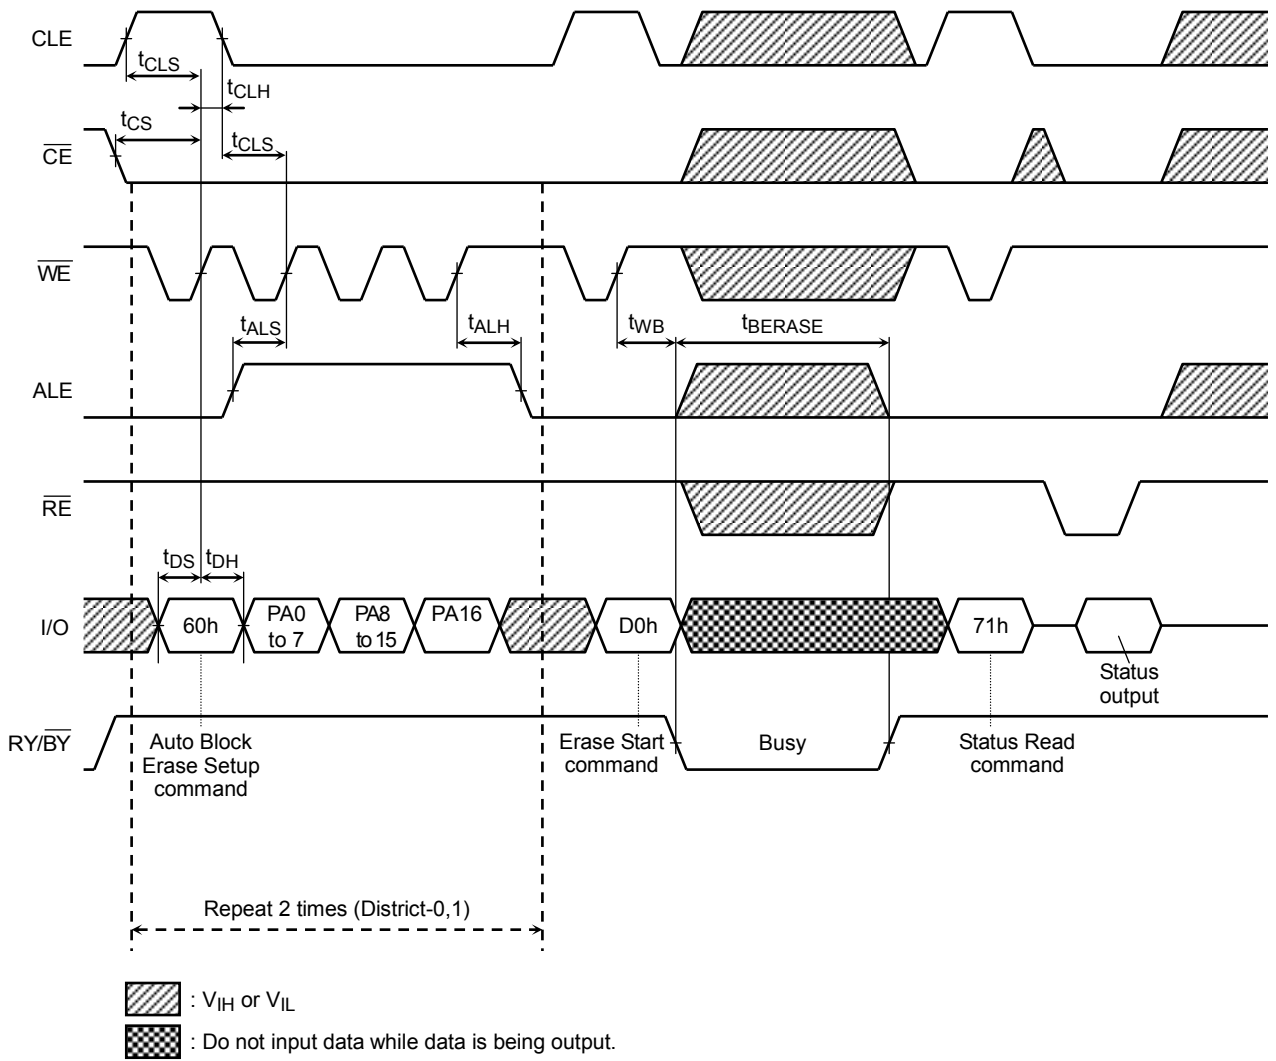 CLE
tCLS
tCLH
tCS
tCLS
CE
WE
tALS
tALH
tWB
tBERASE
ALE
RE
tDS
tDH
I/O
60h
PA0
to 7
PA8
to 15
PA16
D0h
71h
Status
output
RY/BY
Auto Block
Erase Setup
command
Erase Start
command
Busy
Status Read
command
Repeat 2 times (District-0,1)
: VIH or VIL
: Do not input data while data is being output.